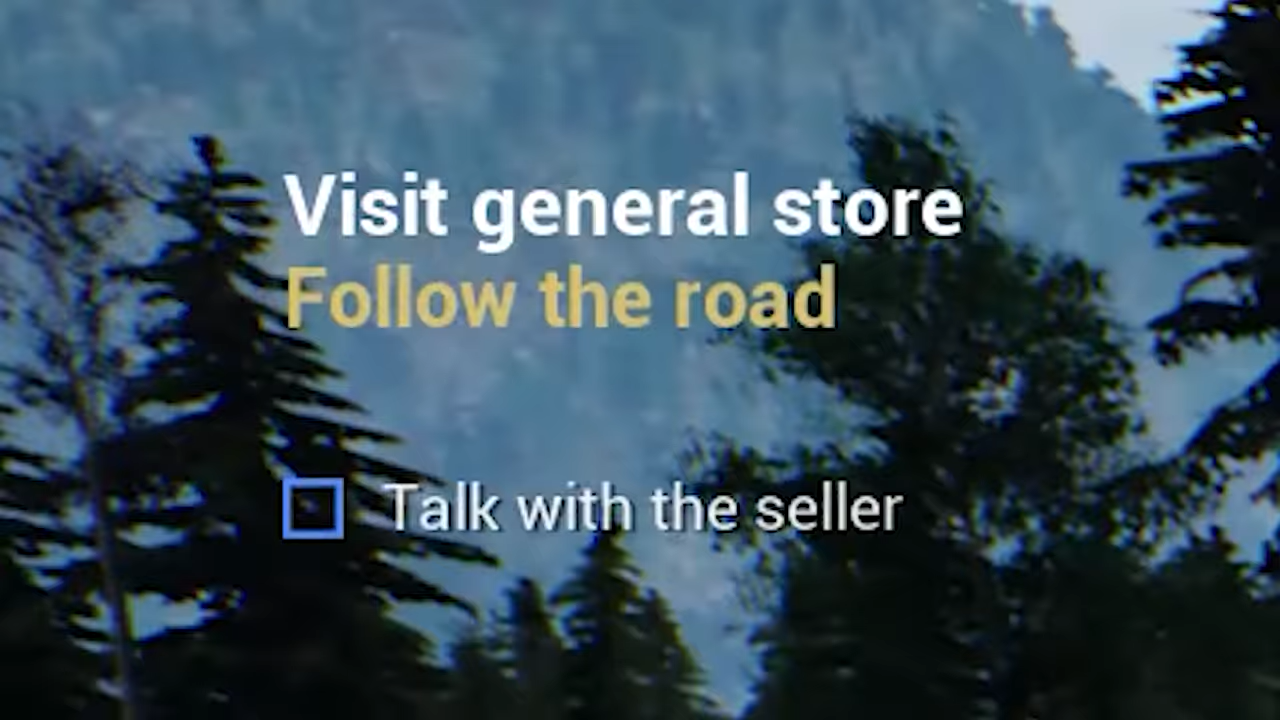 Visit general store
Follow the road
Talk with the seller